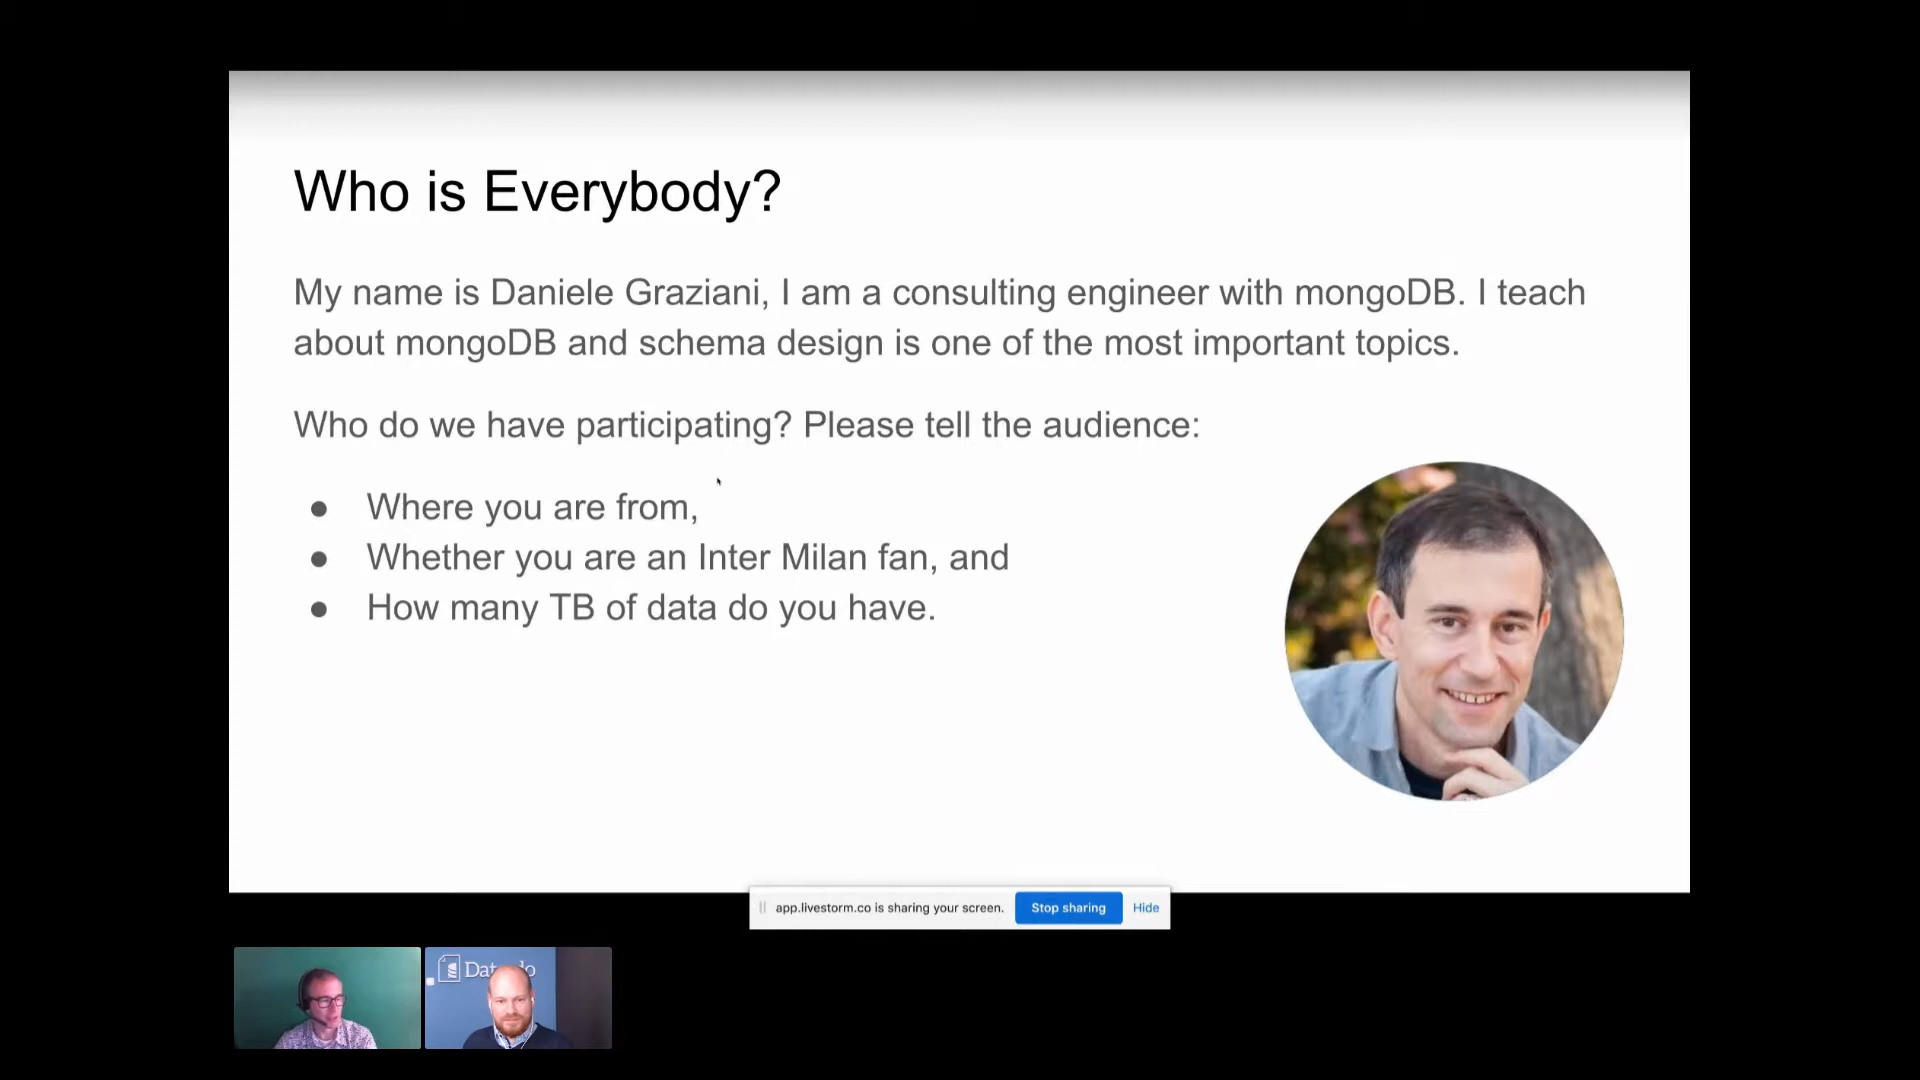 Who is Everybody?
My name is Daniele Graziani, I am a consulting engineer with mongoDB. I teach
about mongoDB and schema design is one of the most important topics.
Who do we have participating? Please tell the audience:
● Where you are from,
● Whether you are an Inter Milan fan, and
● How many TB of data do you have.
app.livestorm.co is sharing your screen. Stop sharing Hide